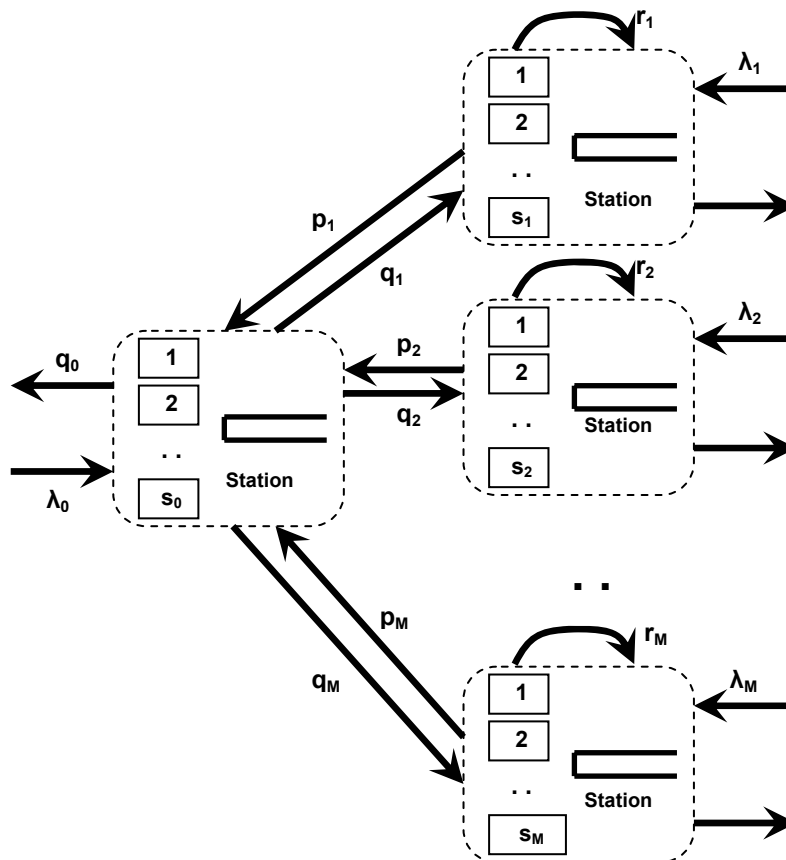 r₁
1
λ₁
2
. .
Station
s₁
p₁
q₁
r₂
1
λ₂
2
. .
Station
s₂
p₂
q₂
q₀
1
2
. .
Station
s₀
λ₀
. .
p_M
q_M
r_M
1
λ_M
2
. .
Station
s_M